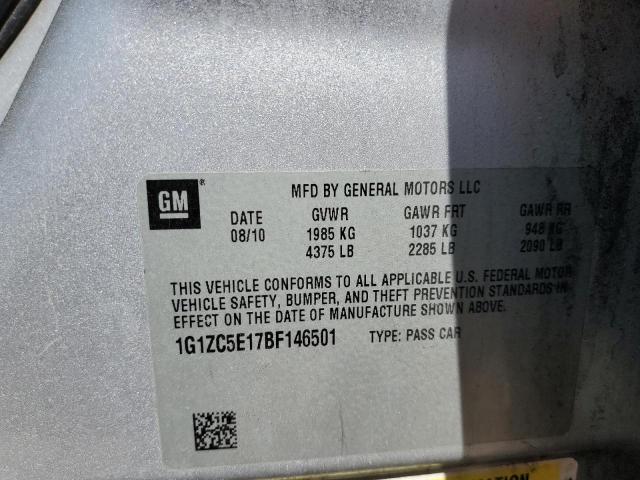 GM®
MFD BY GENERAL MOTORS LLC
DATE GVWR GAWR FRT GAWR RR
08/10 1985 KG 1037 KG 948 KG
4375 LB 2285 LB 2090 LB
THIS VEHICLE CONFORMS TO ALL APPLICABLE U.S. FEDERAL MOTOR
VEHICLE SAFETY, BUMPER, AND THEFT PREVENTION STANDARDS IN
EFFECT ON THE DATE OF MANUFACTURE SHOWN ABOVE.
1G1ZC5E17BF146501 TYPE: PASS CAR